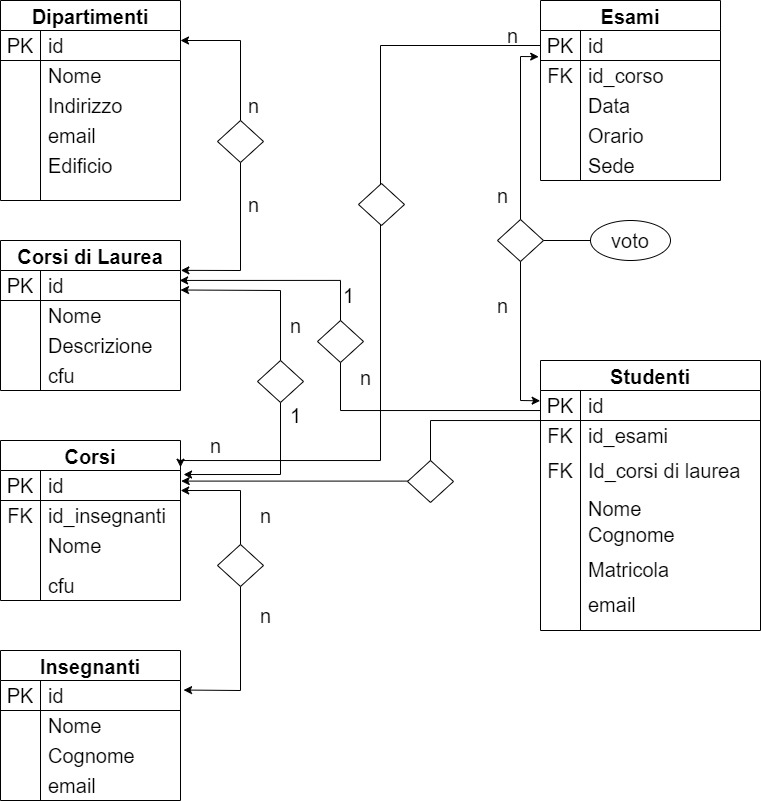 Dipartimenti
PK id
Nome
Indirizzo
email
Edificio
n
n
Corsi di Laurea
PK id
Nome
Descrizione
cfu
n
1
1
n
Corsi
PK id
FK id_insegnanti
Nome
cfu
n
n
Insegnanti
PK id
Nome
Cognome
email
n
n
Esami
PK id
FK id_corso
Data
Orario
Sede
n
voto
n
Studenti
PK id
FK id_esami
FK Id_corsi di laurea
Nome
Cognome
Matricola
email